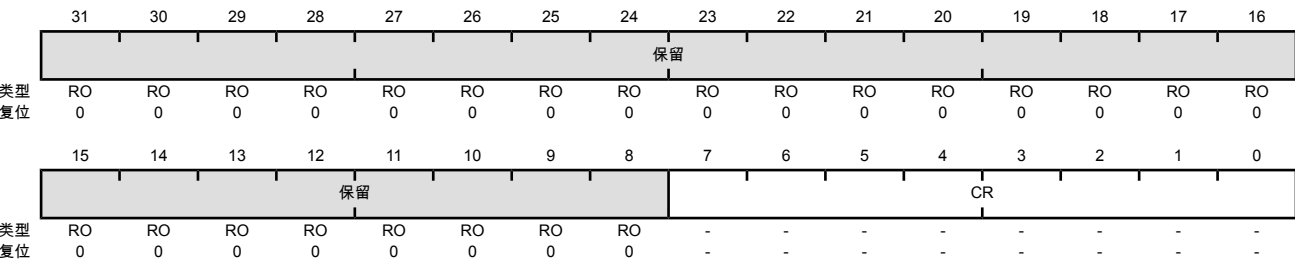 31 30 29 28 27 26 25 24 23 22 21 20 19 18 17 16
保留
类型 RO RO RO RO RO RO RO RO RO RO RO RO RO RO RO RO
复位 0 0 0 0 0 0 0 0 0 0 0 0 0 0 0 0
15 14 13 12 11 10 9 8 7 6 5 4 3 2 1 0
保留 CR
类型 RO RO RO RO RO RO RO RO - - - - - - - -
复位 0 0 0 0 0 0 0 0 - - - - - - - -